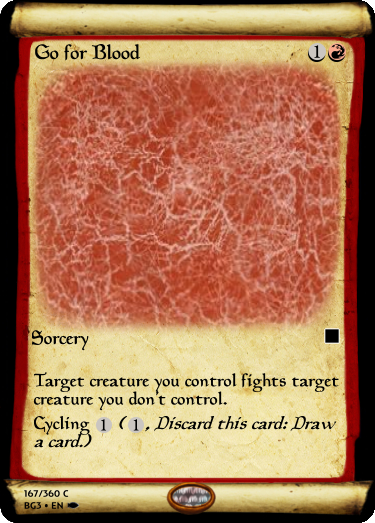 Go for Blood 1
Sorcery
Target creature you control fights target
creature you don't control.
Cycling 1 ( 1, Discard this card: Draw
a card.)
167/360 C
BG3 • EN